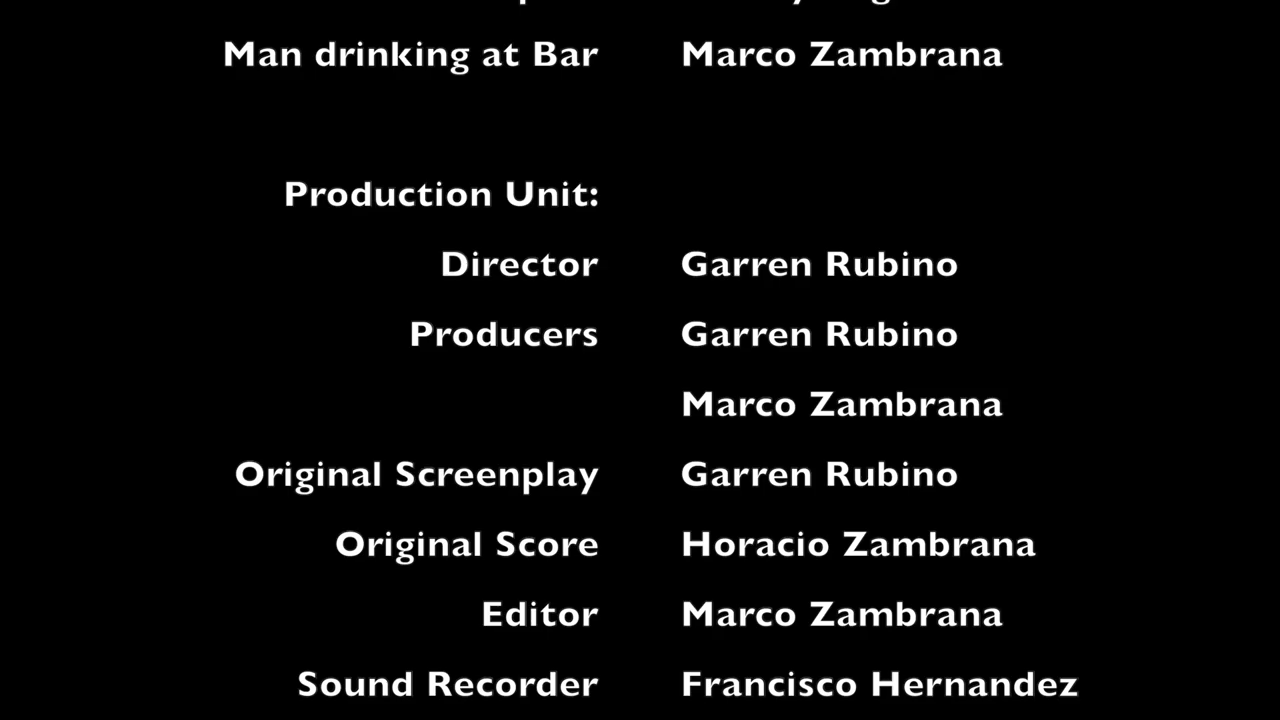 Man drinking at Bar Marco Zambrana
Production Unit:
Director Garren Rubino
Producers Garren Rubino
Marco Zambrana
Original Screenplay Garren Rubino
Original Score Horacio Zambrana
Editor Marco Zambrana
Sound Recorder Francisco Hernandez